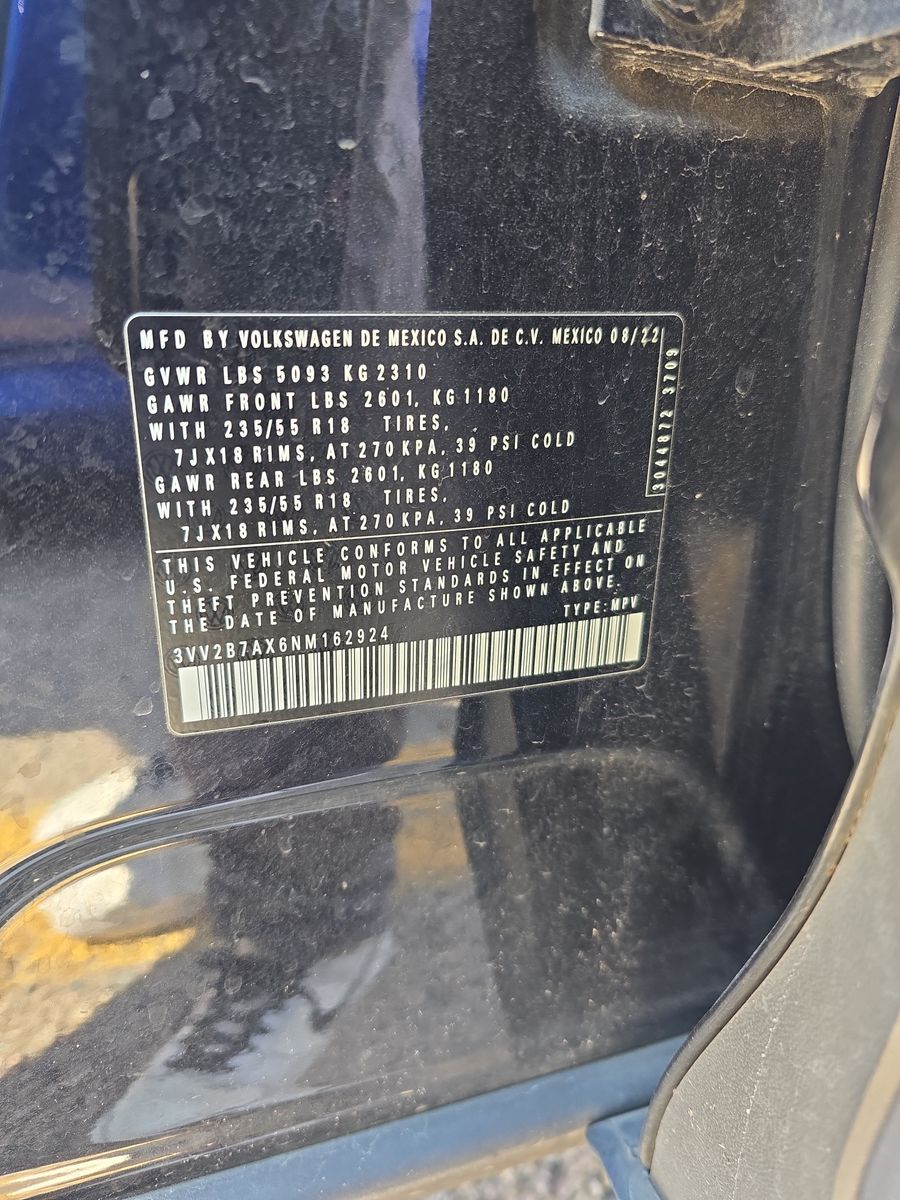 MFD BY VOLKSWAGEN DE MEXICO S.A. DE C.V. MEXICO 08/22
GVWR LBS 5093 KG 2310
GAWR FRONT LBS 2601, KG 1180
WITH 235/55 R18 TIRES,
7JX18 RIMS, AT 270 KPA, 39 PSI COLD
GAWR REAR LBS 2601, KG 1180
WITH 235/55 R18 TIRES,
7JX18 RIMS, AT 270 KPA, 39 PSI COLD
3044872 3709
THIS VEHICLE CONFORMS TO ALL APPLICABLE
U.S. FEDERAL MOTOR VEHICLE SAFETY AND
THEFT PREVENTION STANDARDS IN EFFECT ON
THE DATE OF MANUFACTURE SHOWN ABOVE.
TYPE: MPV
3VV2B7AX6NM162924